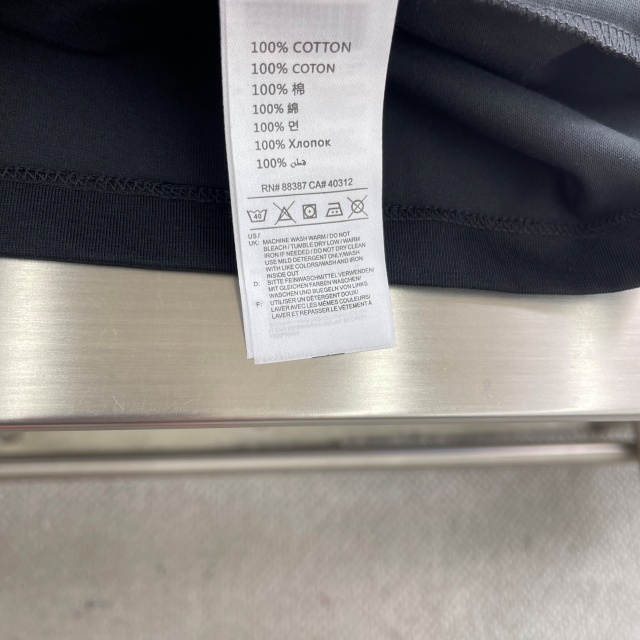 100% COTTON
100% COTON
100% 棉
100% 綿
100% 면
100% Хлопок
100% قطن
RN# 88387 CA# 40312
40
US /
UK: MACHINE WASH WARM / DO NOT
BLEACH / TUMBLE DRY LOW / WARM
IRON IF NEEDED / DO NOT DRY CLEAN
USE MILD DETERGENT ONLY/WASH
WITH LIKE COLORS/WASH AND IRON
INSIDE OUT
D: BITTE FEINWASCHMITTEL VERWENDEN/
MIT GLEICHEN FARBEN WASCHEN/
WASCHEN UND BÜGELN VON LINKS
F: UTILISER UN DETERGENT DOUX/
LAVER AVEC LES MÊMES COULEURS/
LAVER ET REPASSER LE VETEMENT A